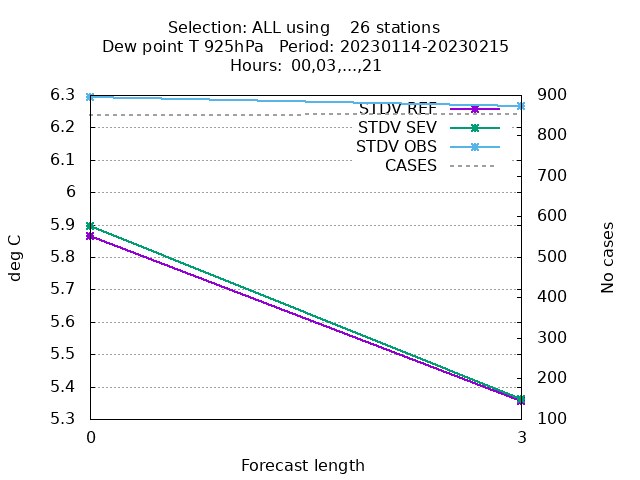 Selection: ALL using    26 stations
Dew point T 925hPa   Period: 20230114-20230215
Hours:  00,03,...,21
6.3
6.2
6.1
6
5.9
5.8
5.7
5.6
5.5
5.4
5.3
deg C
STDV REF
STDV SEV
STDV OBS
CASES
900
800
700
600
500
400
300
200
100
No cases
0
3
Forecast length